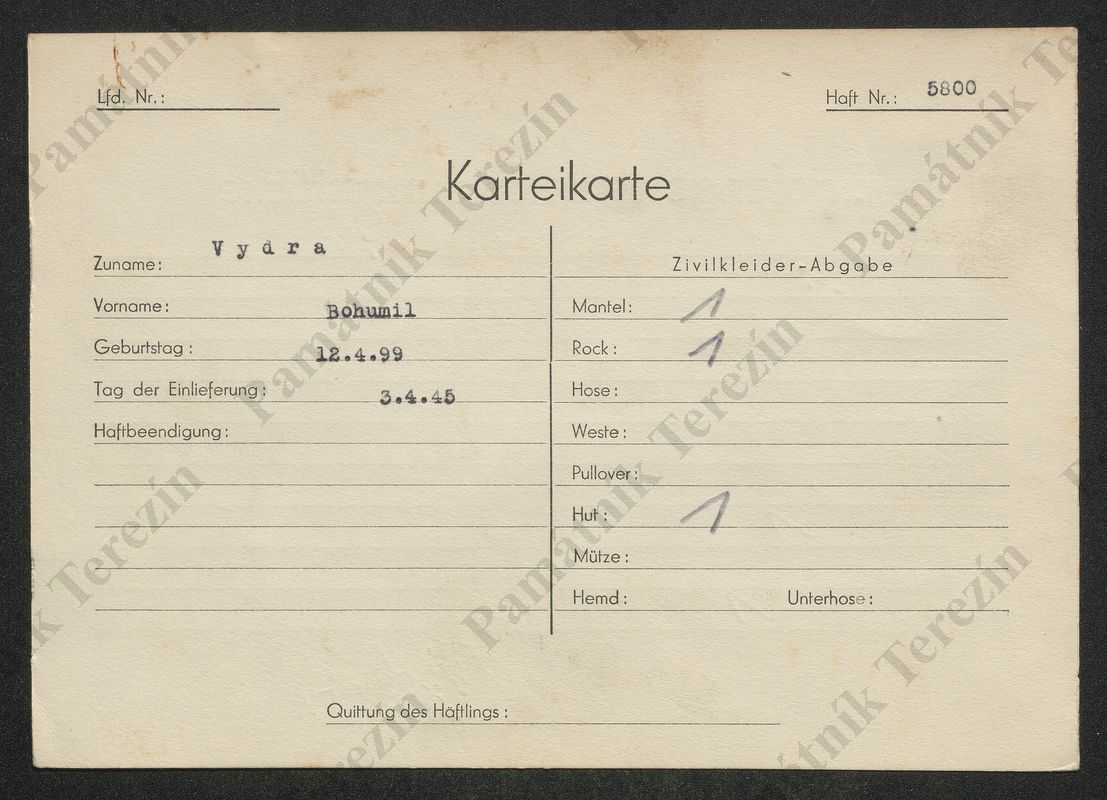 Lfd. Nr.:
Haft Nr.: 5800
Karteikarte
Zuname: Vydra
Vorname: Bohumil
Geburtstag: 12.4.99
Tag der Einlieferung: 3.4.45
Haftbeendigung:
Zivilkleider-Abgabe
Mantel: 1
Rock: 1
Hose:
Weste:
Pullover:
Hut: 1
Mütze:
Hemd: Unterhose:
Quittung des Häftlings:
Památník Terezín